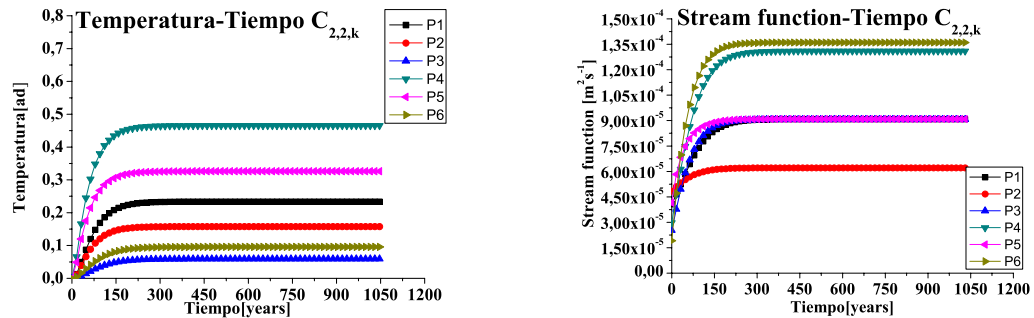 Temperatura-Tiempo C2,2,k
Temperatura[ad]
0,8
0,7
0,6
0,5
0,4
0,3
0,2
0,1
0,0
0 150 300 450 600 750 900 1050 1200
Tiempo[years]
P1
P2
P3
P4
P5
P6
Stream function-Tiempo C2,2,k
Stream function [m²s⁻¹]
1,50x10⁻⁴
1,35x10⁻⁴
1,20x10⁻⁴
1,05x10⁻⁴
9,00x10⁻⁵
7,50x10⁻⁵
6,00x10⁻⁵
4,50x10⁻⁵
3,00x10⁻⁵
1,50x10⁻⁵
0,00
0 150 300 450 600 750 900 1050 1200
Tiempo[years]
P1
P2
P3
P4
P5
P6